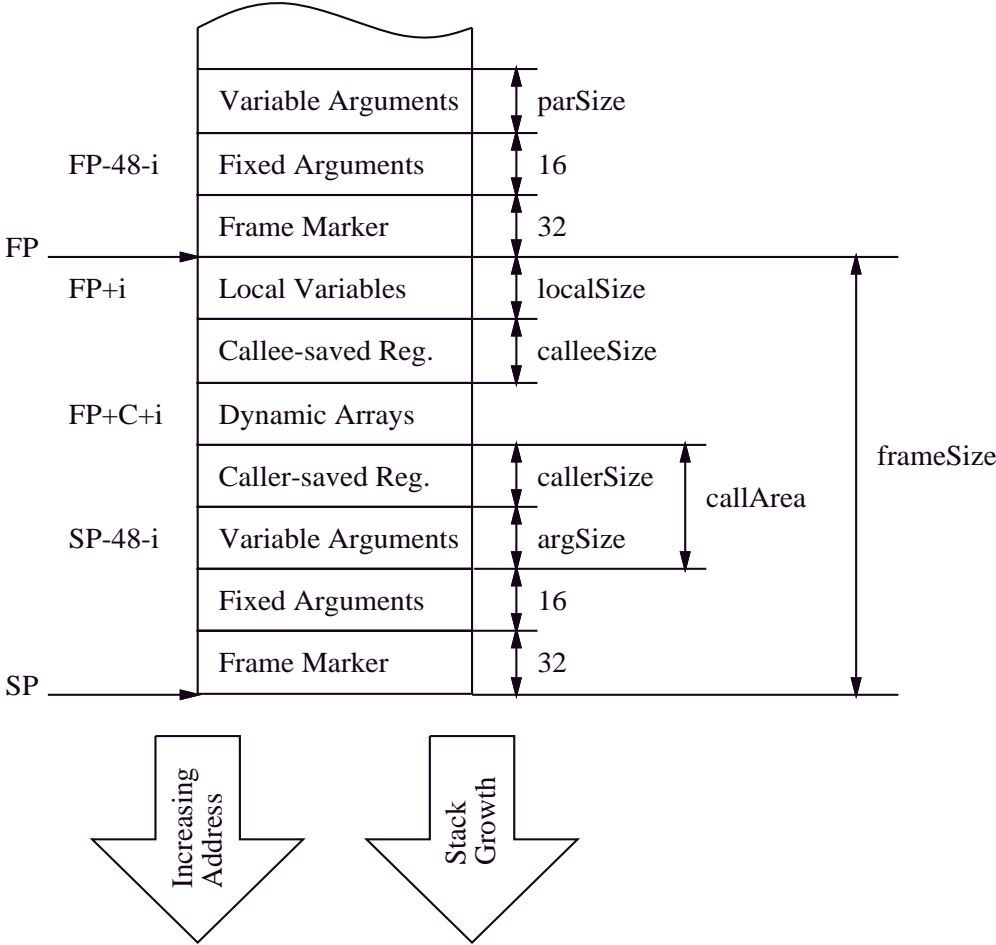 Variable Arguments parSize
FP-48-i Fixed Arguments 16
Frame Marker 32
FP
FP+i Local Variables localSize
Callee-saved Reg. calleeSize
FP+C+i Dynamic Arrays
frameSize
Caller-saved Reg. callerSize
callArea
SP-48-i Variable Arguments argSize
Fixed Arguments 16
Frame Marker 32
SP
Increasing
Address
Stack
Growth